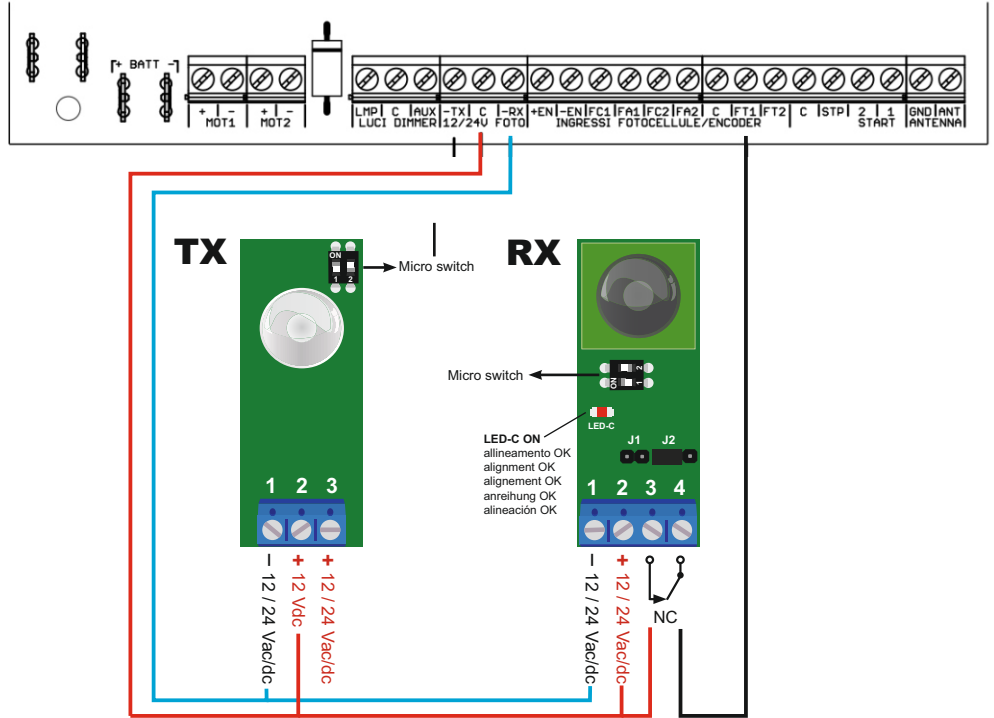 + BATT -
+ - + -
MOT1 MOT2
LMP C AUX -TX C -RX +EN -EN FC1 FA1 FC2 FA2 C FT1 FT2 C STP 2 1 GND ANT
LUCI DIMMER 12/24V FOTO INGRESSI FOTOCELLULE/ENCODER START ANTENNA
TX
ON
1 2
Micro switch
RX
Micro switch
ON
1 2
LED-C
LED-C ON
allineamento OK
alignment OK
alignement OK
anreihung OK
alineación OK
J1 J2
1 2 3
1 2 3 4
– 12 / 24 Vac/dc
+ 12 Vdc
+ 12 / 24 Vac/dc
– 12 / 24 Vac/dc
+ 12 / 24 Vac/dc
NC